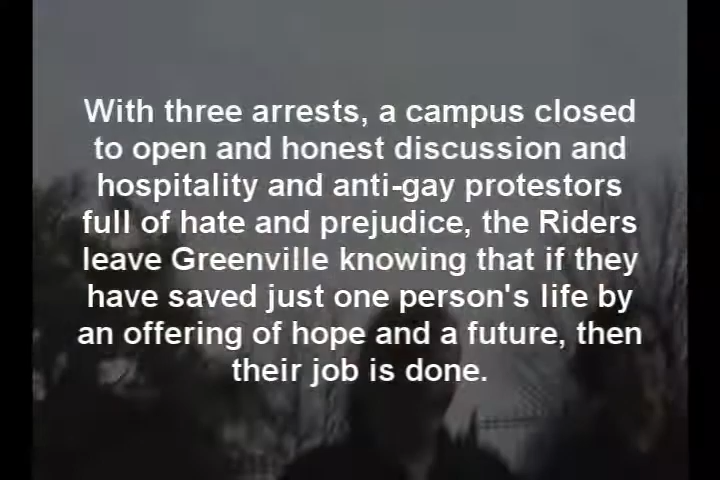 With three arrests, a campus closed
to open and honest discussion and
hospitality and anti-gay protestors
full of hate and prejudice, the Riders
leave Greenville knowing that if they
have saved just one person's life by
an offering of hope and a future, then
their job is done.